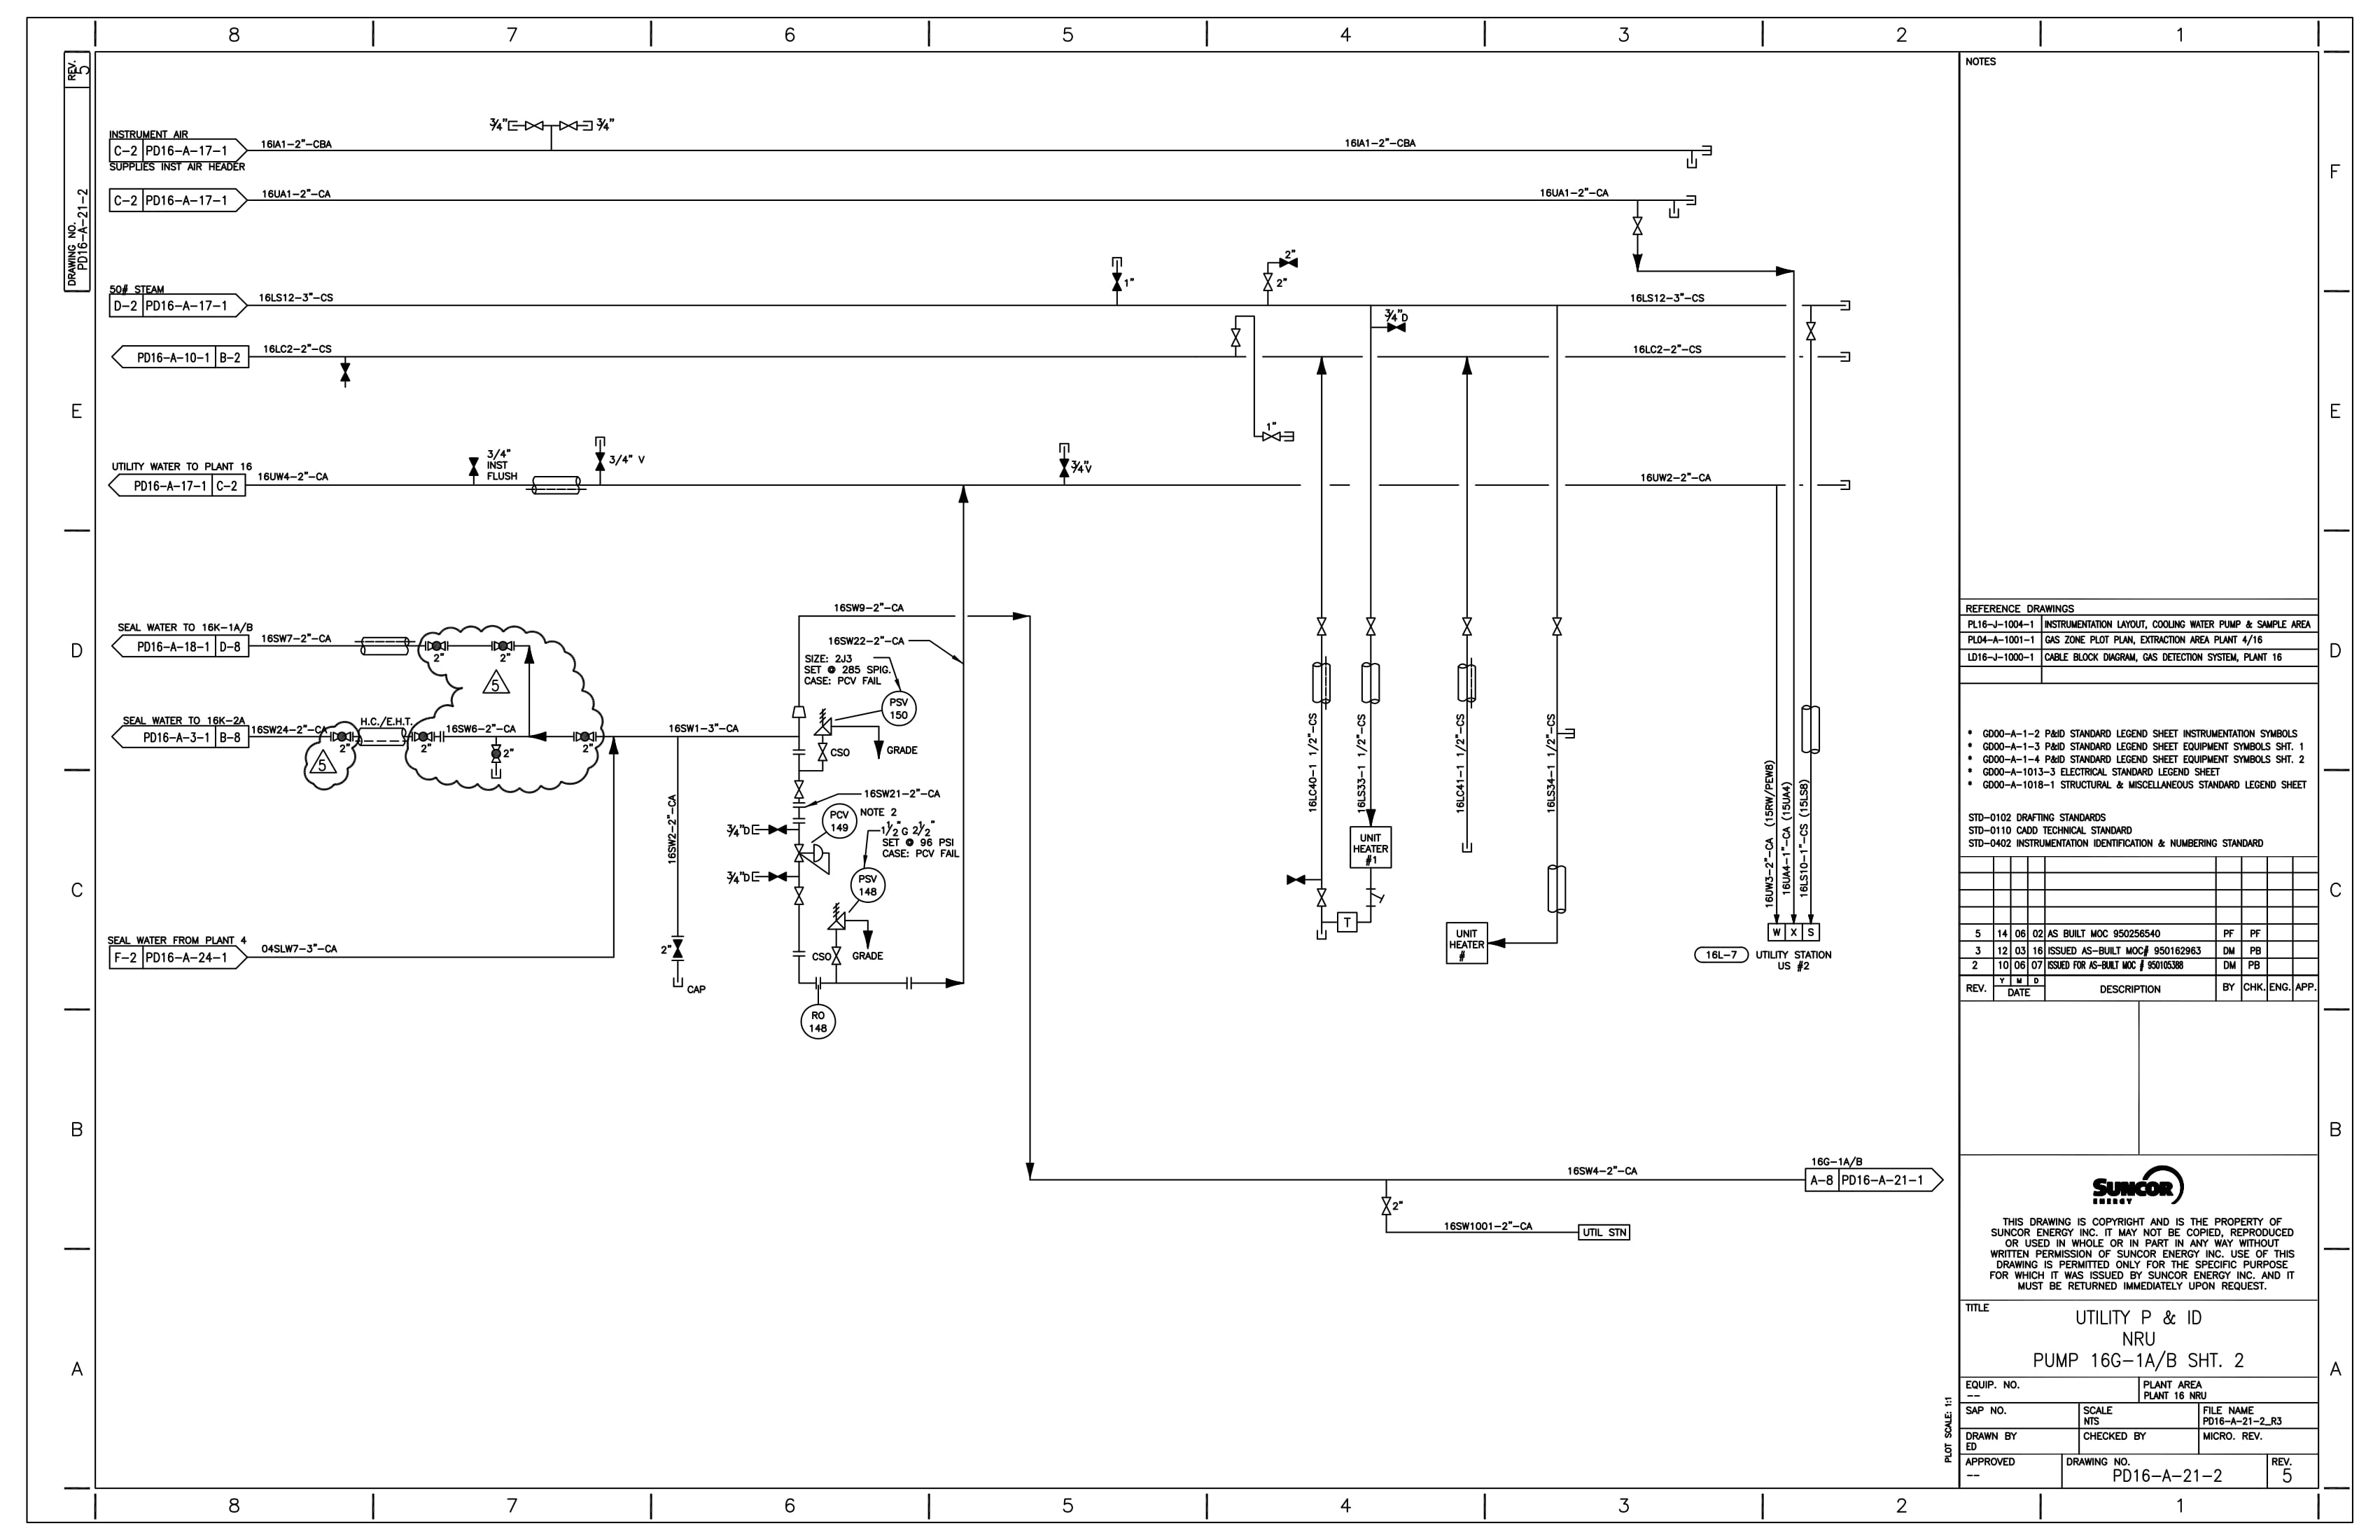 8 7 6 5 4 3 2 1
REV.
5
DRAWING NO.
PD16-A-21-2
F
E
D
C
B
A
INSTRUMENT AIR
C-2 PD16-A-17-1
SUPPLIES INST AIR HEADER
16IA1-2"-CBA
3/4" 3/4"
16IA1-2"-CBA
C-2 PD16-A-17-1
16UA1-2"-CA
16UA1-2"-CA
50# STEAM
D-2 PD16-A-17-1
16LS12-3"-CS
1"
2"
2"
16LS12-3"-CS
3/4"D
PD16-A-10-1 B-2
16LC2-2"-CS
16LC2-2"-CS
1"
UTILITY WATER TO PLANT 16
PD16-A-17-1 C-2
16UW4-2"-CA
3/4"
INST
FLUSH
3/4" V
3/4V
16UW2-2"-CA
SEAL WATER TO 16K-1A/B
PD16-A-18-1 D-8
16SW7-2"-CA
2" 2"
5
SEAL WATER TO 16K-2A
PD16-A-3-1 B-8
16SW24-2"-CA
H.C./E.H.T.
2"
5
2"
16SW6-2"-CA
2"
2"
16SW1-3"-CA
SEAL WATER FROM PLANT 4
F-2 PD16-A-24-1
04SLW7-3"-CA
16SW2-2"-CA
2"
CAP
16SW9-2"-CA
16SW22-2"-CA
SIZE: 2J3
SET @ 285 SPIG.
CASE: PCV FAIL
PSV
150
CSO
GRADE
16SW21-2"-CA
PCV
149
NOTE 2
3/4"D
3/4"D
1 1/2" G 2 1/2"
SET @ 96 PSI
CASE: PCV FAIL
PSV
148
CSO
GRADE
RO
148
16LC40-1 1/2"-CS
16LS33-1 1/2"-CS
16LC41-1 1/2"-CS
16LS34-1 1/2"-CS
UNIT
HEATER
#1
T
UNIT
HEATER
#
16UW3-2"-CA (15RW/PEW8)
16UA4-1"-CA (15UA4)
16LS10-1"-CS (15LS8)
W X S
16L-7
UTILITY STATION
US #2
16SW4-2"-CA
16G-1A/B
A-8 PD16-A-21-1
2"
16SW1001-2"-CA
UTIL STN
NOTES
REFERENCE DRAWINGS
PL16-J-1004-1 INSTRUMENTATION LAYOUT, COOLING WATER PUMP & SAMPLE AREA
PL04-A-1001-1 GAS ZONE PLOT PLAN, EXTRACTION AREA PLANT 4/16
LD16-J-1000-1 CABLE BLOCK DIAGRAM, GAS DETECTION SYSTEM, PLANT 16
* GD00-A-1-2 P&ID STANDARD LEGEND SHEET INSTRUMENTATION SYMBOLS
* GD00-A-1-3 P&ID STANDARD LEGEND SHEET EQUIPMENT SYMBOLS SHT. 1
* GD00-A-1-4 P&ID STANDARD LEGEND SHEET EQUIPMENT SYMBOLS SHT. 2
* GD00-A-1013-3 ELECTRICAL STANDARD LEGEND SHEET
* GD00-A-1018-1 STRUCTURAL & MISCELLANEOUS STANDARD LEGEND SHEET
STD-0102 DRAFTING STANDARDS
STD-0110 CADD TECHNICAL STANDARD
STD-0402 INSTRUMENTATION IDENTIFICATION & NUMBERING STANDARD
5 14 06 02 AS BUILT MOC 950256540 PF PF
3 12 03 16 ISSUED AS-BUILT MOC# 950162963 DM PB
2 10 06 07 ISSUED FOR AS-BUILT MOC # 950105388 DM PB
REV. Y M D DATE DESCRIPTION BY CHK. ENG. APP.
SUNCOR
ENERGY
THIS DRAWING IS COPYRIGHT AND IS THE PROPERTY OF
SUNCOR ENERGY INC. IT MAY NOT BE COPIED, REPRODUCED
OR USED IN WHOLE OR IN PART IN ANY WAY WITHOUT
WRITTEN PERMISSION OF SUNCOR ENERGY INC. USE OF THIS
DRAWING IS PERMITTED ONLY FOR THE SPECIFIC PURPOSE
FOR WHICH IT WAS ISSUED BY SUNCOR ENERGY INC. AND IT
MUST BE RETURNED IMMEDIATELY UPON REQUEST.
TITLE
UTILITY P & ID
NRU
PUMP 16G-1A/B SHT. 2
EQUIP. NO.
--
PLANT AREA
PLANT 16 NRU
SAP NO.
SCALE
NTS
FILE NAME
PD16-A-21-2_R3
DRAWN BY
ED
CHECKED BY
MICRO. REV.
APPROVED
--
DRAWING NO.
PD16-A-21-2
REV.
5
PLOT SCALE: 1:1
F
E
D
C
B
A
8 7 6 5 4 3 2 1